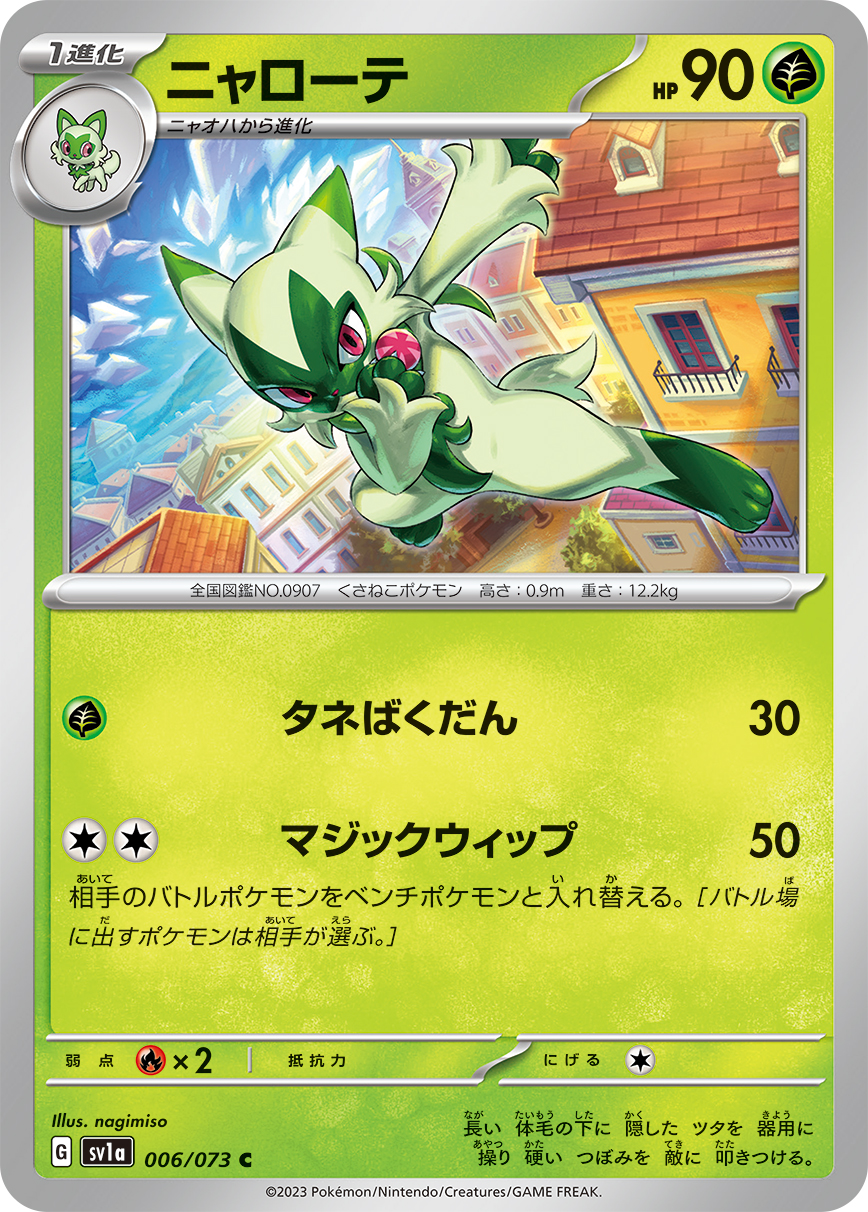 1進化
ニャローテ
HP 90
ニャオハから進化
全国図鑑NO.0907 くさねこポケモン 高さ:0.9m 重さ:12.2kg
タネばくだん 30
マジックウィップ 50
相手のバトルポケモンをベンチポケモンと入れ替える。[バトル場
に出すポケモンは相手が選ぶ。]
弱点 ×2 抵抗力 にげる
Illus. nagimiso
長い 体毛の下に 隠した ツタを 器用に
操り 硬い つぼみを 敵に 叩きつける。
G sv1a 006/073 C
©2023 Pokémon/Nintendo/Creatures/GAME FREAK.